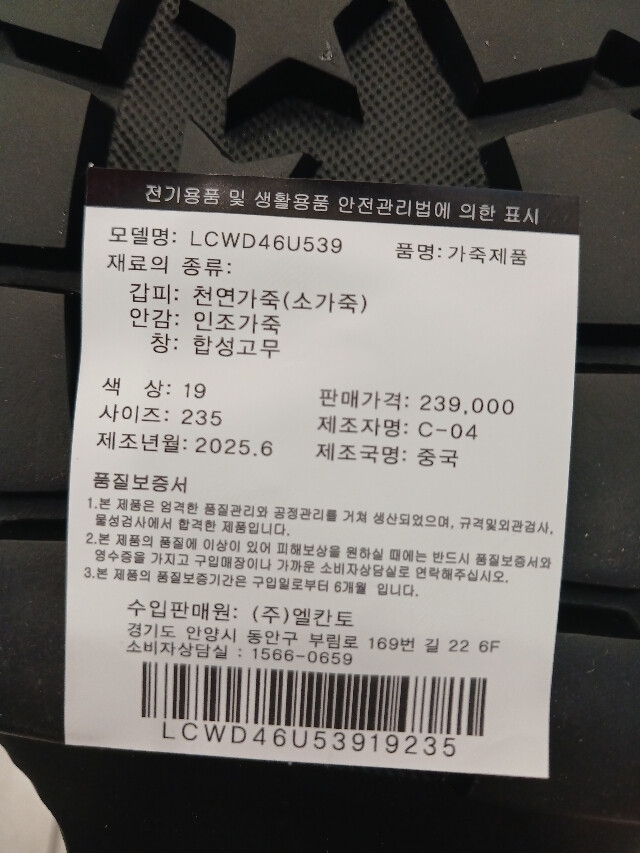 전기용품 및 생활용품 안전관리법에 의한 표시
모델명: LCWD46U539 품명:가죽제품
재료의 종류:
갑피: 천연가죽(소가죽)
안감: 인조가죽
창: 합성고무
색 상: 19 판매가격: 239,000
사이즈: 235 제조자명: C-04
제조년월: 2025.6 제조국명: 중국
품질보증서
1.본 제품은 엄격한 품질관리와 공정관리를 거쳐 생산되었으며, 규격및외관검사,
물성검사에서 합격한 제품입니다.
2.본 제품의 품질에 이상이 있어 피해보상을 원하실 때에는 반드시 품질보증서와
영수증을 가지고 구입매장이나 가까운 소비자상담실로 연락해주십시오.
3.본 제품의 품질보증기간은 구입일로부터 6개월 입니다.
수입판매원: (주)엘칸토
경기도 안양시 동안구 부림로 169번 길 22 6F
소비자상담실 : 1566-0659
LCWD46U53919235